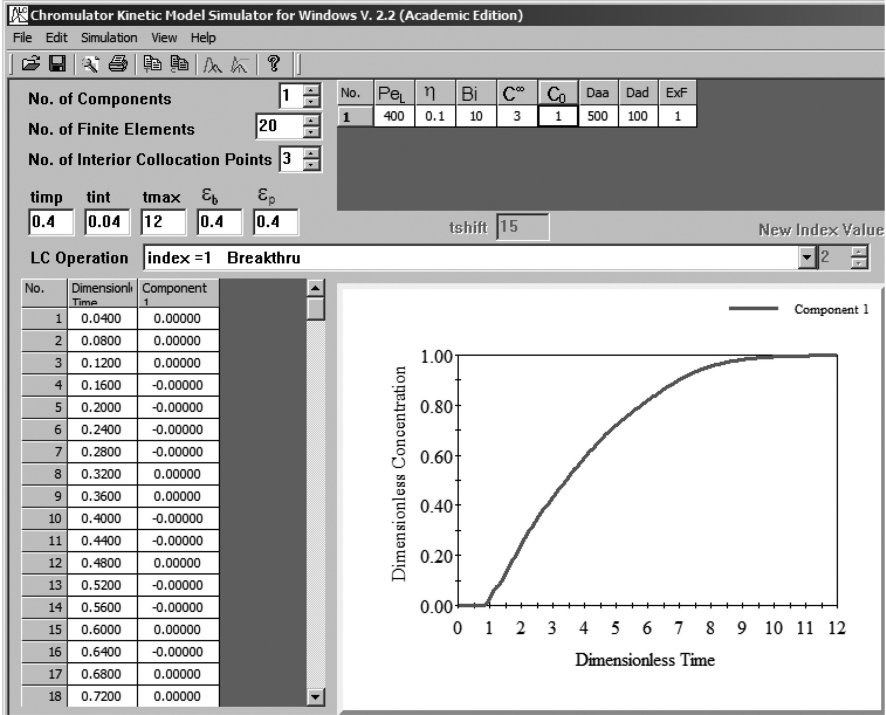 Chromulator Kinetic Model Simulator for Windows V. 2.2 (Academic Edition)
File Edit Simulation View Help
No. of Components 1
No. of Finite Elements 20
No. of Interior Collocation Points 3
No. PeL η Bi C∞ C0 Daa Dad ExF
1 400 0.1 10 3 1 500 100 1
timp tint tmax εb εp
0.4 0.04 12 0.4 0.4
tshift 15
New Index Value
LC Operation index =1 Breakthru 2
No. Dimensionl Time Component 1
1 0.0400 0.00000
2 0.0800 0.00000
3 0.1200 0.00000
4 0.1600 -0.00000
5 0.2000 -0.00000
6 0.2400 -0.00000
7 0.2800 -0.00000
8 0.3200 0.00000
9 0.3600 0.00000
10 0.4000 -0.00000
11 0.4400 -0.00000
12 0.4800 0.00000
13 0.5200 -0.00000
14 0.5600 -0.00000
15 0.6000 0.00000
16 0.6400 -0.00000
17 0.6800 0.00000
18 0.7200 0.00000
Component 1
Dimensionless Concentration
1.00
0.80
0.60
0.40
0.20
0.00
0 1 2 3 4 5 6 7 8 9 10 11 12
Dimensionless Time